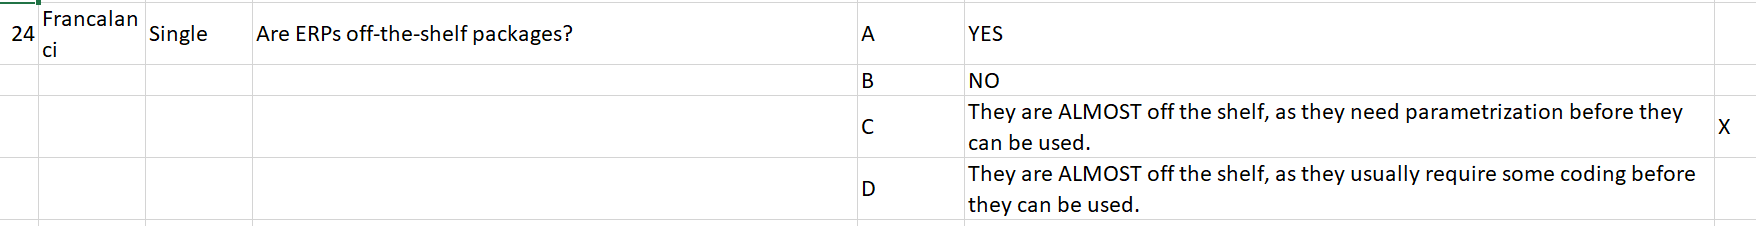 24 Francalan
ci Single Are ERPs off-the-shelf packages? A YES
B NO
C They are ALMOST off the shelf, as they need parametrization before they
can be used. X
D They are ALMOST off the shelf, as they usually require some coding before
they can be used.